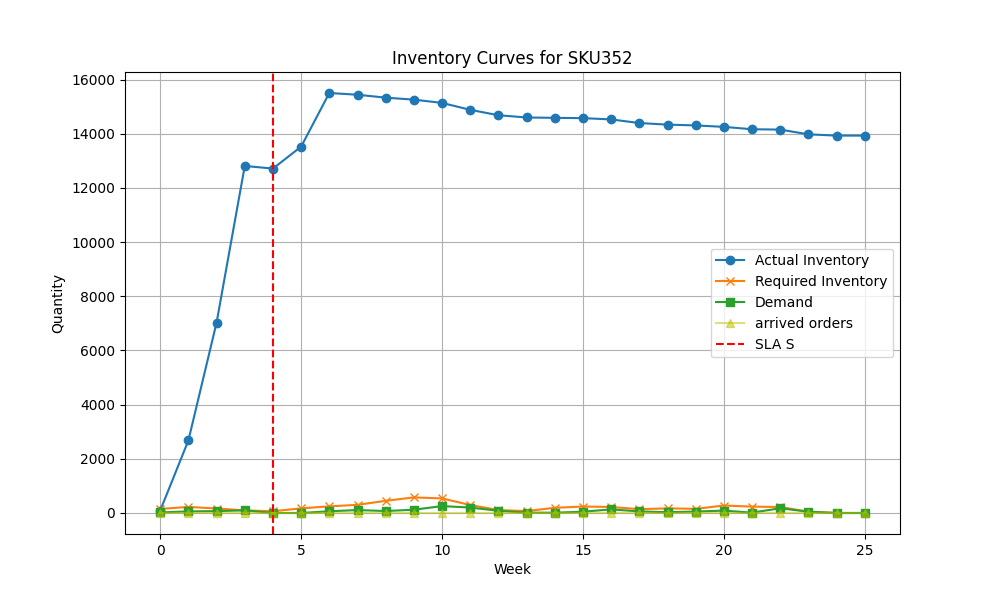 Inventory Curves for SKU352
Quantity
16000
14000
12000
10000
8000
6000
4000
2000
0
Actual Inventory
Required Inventory
Demand
arrived orders
SLA S
0 5 10 15 20 25
Week